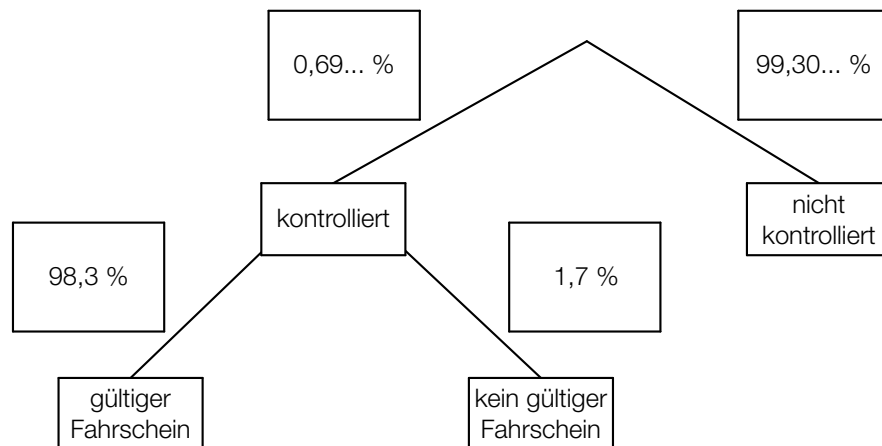 0,69... %
99,30... %
kontrolliert
nicht
kontrolliert
98,3 %
1,7 %
gültiger
Fahrschein
kein gültiger
Fahrschein